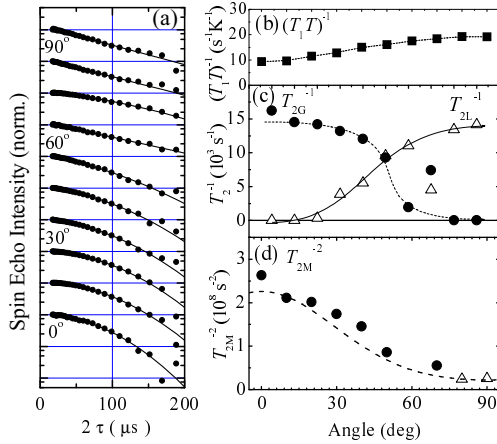 (a)
90°
60°
30°
0°
Spin Echo Intensity (norm.)
0 100 200
2 τ ( μs )
(b) (T₁T)⁻¹
20
10
0
(T₁T)⁻¹ (s⁻¹K⁻¹)
(c) T₂G⁻¹ T₂L⁻¹
15
10
5
0
T₂⁻¹ (10³ s⁻¹)
(d) T₂M⁻²
3
2
1
0
T₂M⁻² (10⁸ s⁻²)
0 30 60 90
Angle (deg)